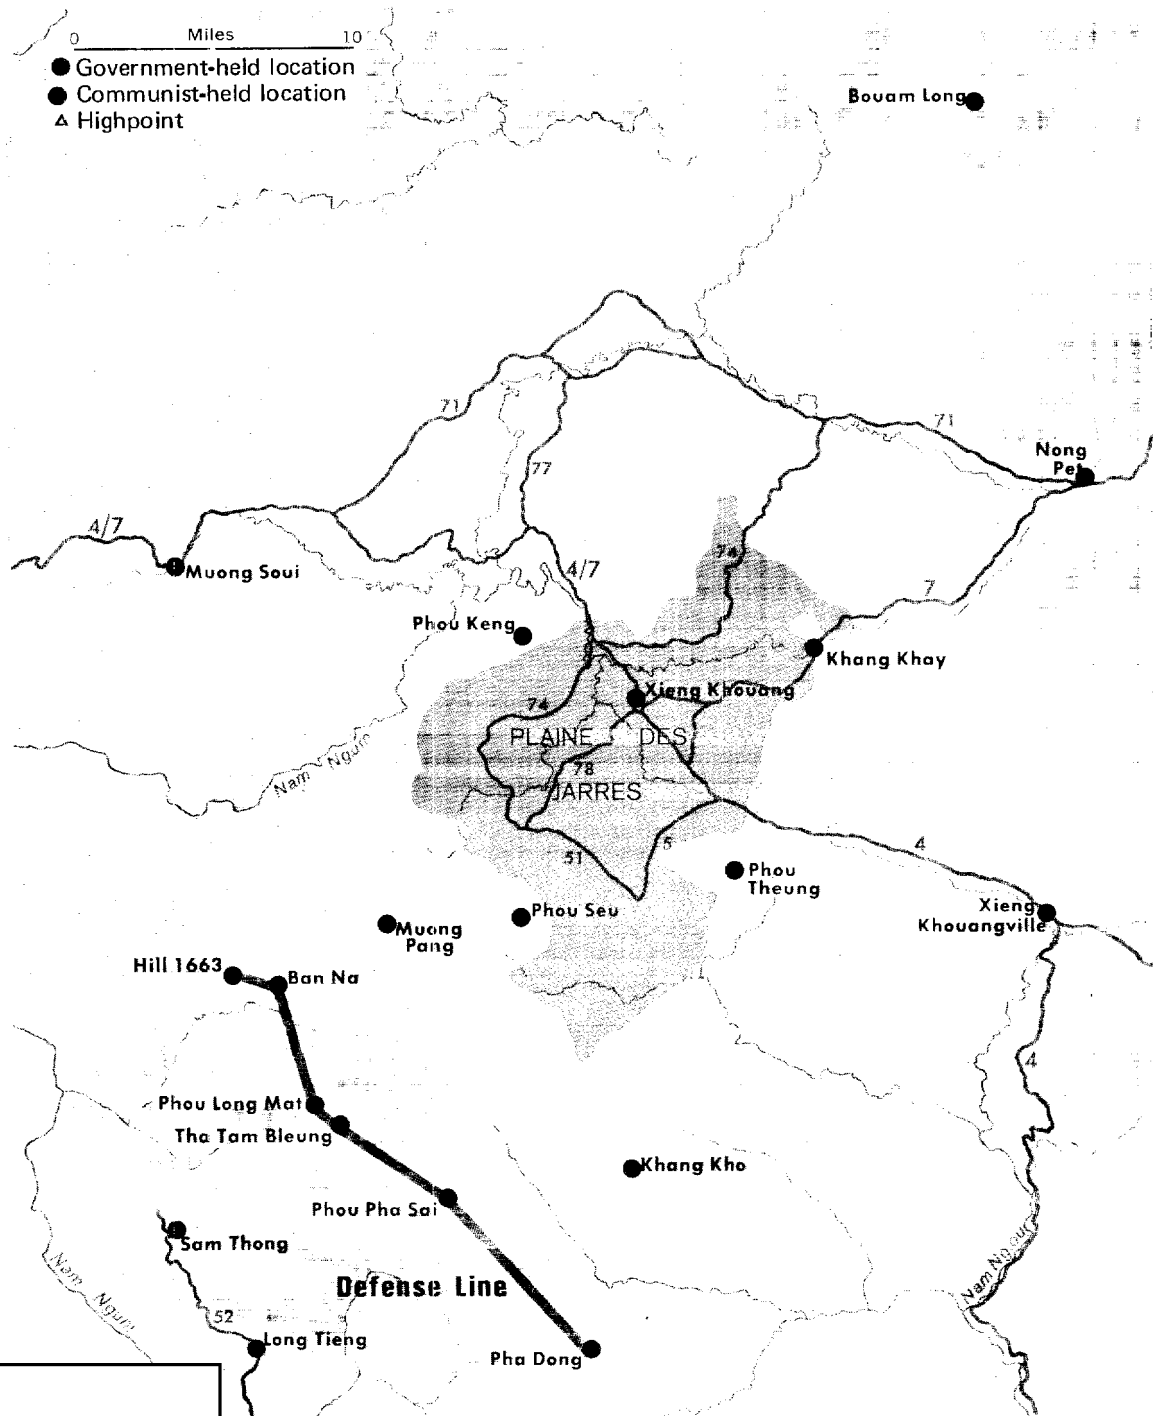 0 Miles 10
Government-held location
Communist-held location
Highpoint
Bouam Long
71
71
Nong
Pet
77
4/7
Muong Soui
4/7
74
7
Phou Keng
Khang Khay
Xieng Khouang
74
PLAINE DES
Nam Ngum
78
JARRES
51
5
4
Phou
Theung
Xieng
Khouangville
Phou Seu
Muong
Pang
Hill 1663
Ban Na
4
Phou Long Mat
Tha Tam Bleung
Khang Kho
Phou Pha Sai
Sam Thong
Nam Ngum
Defense Line
52
Long Tieng
Pha Dong